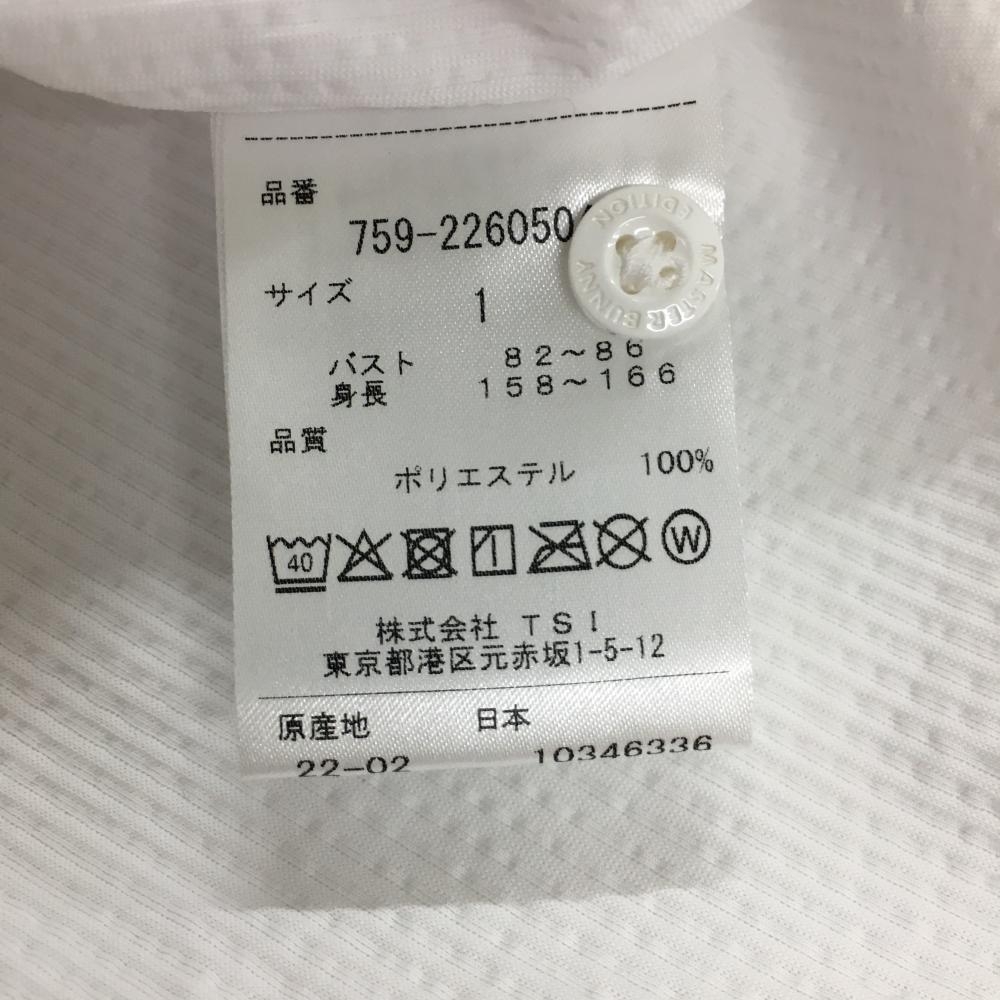 品番
759-226050
サイズ 1
バスト 82～86
身長 158～166
品質
ポリエステル 100%
40 W
株式会社 TSI
東京都港区元赤坂1-5-12
原産地 日本
22-02 10346336
MASTER BUNNY EDITION